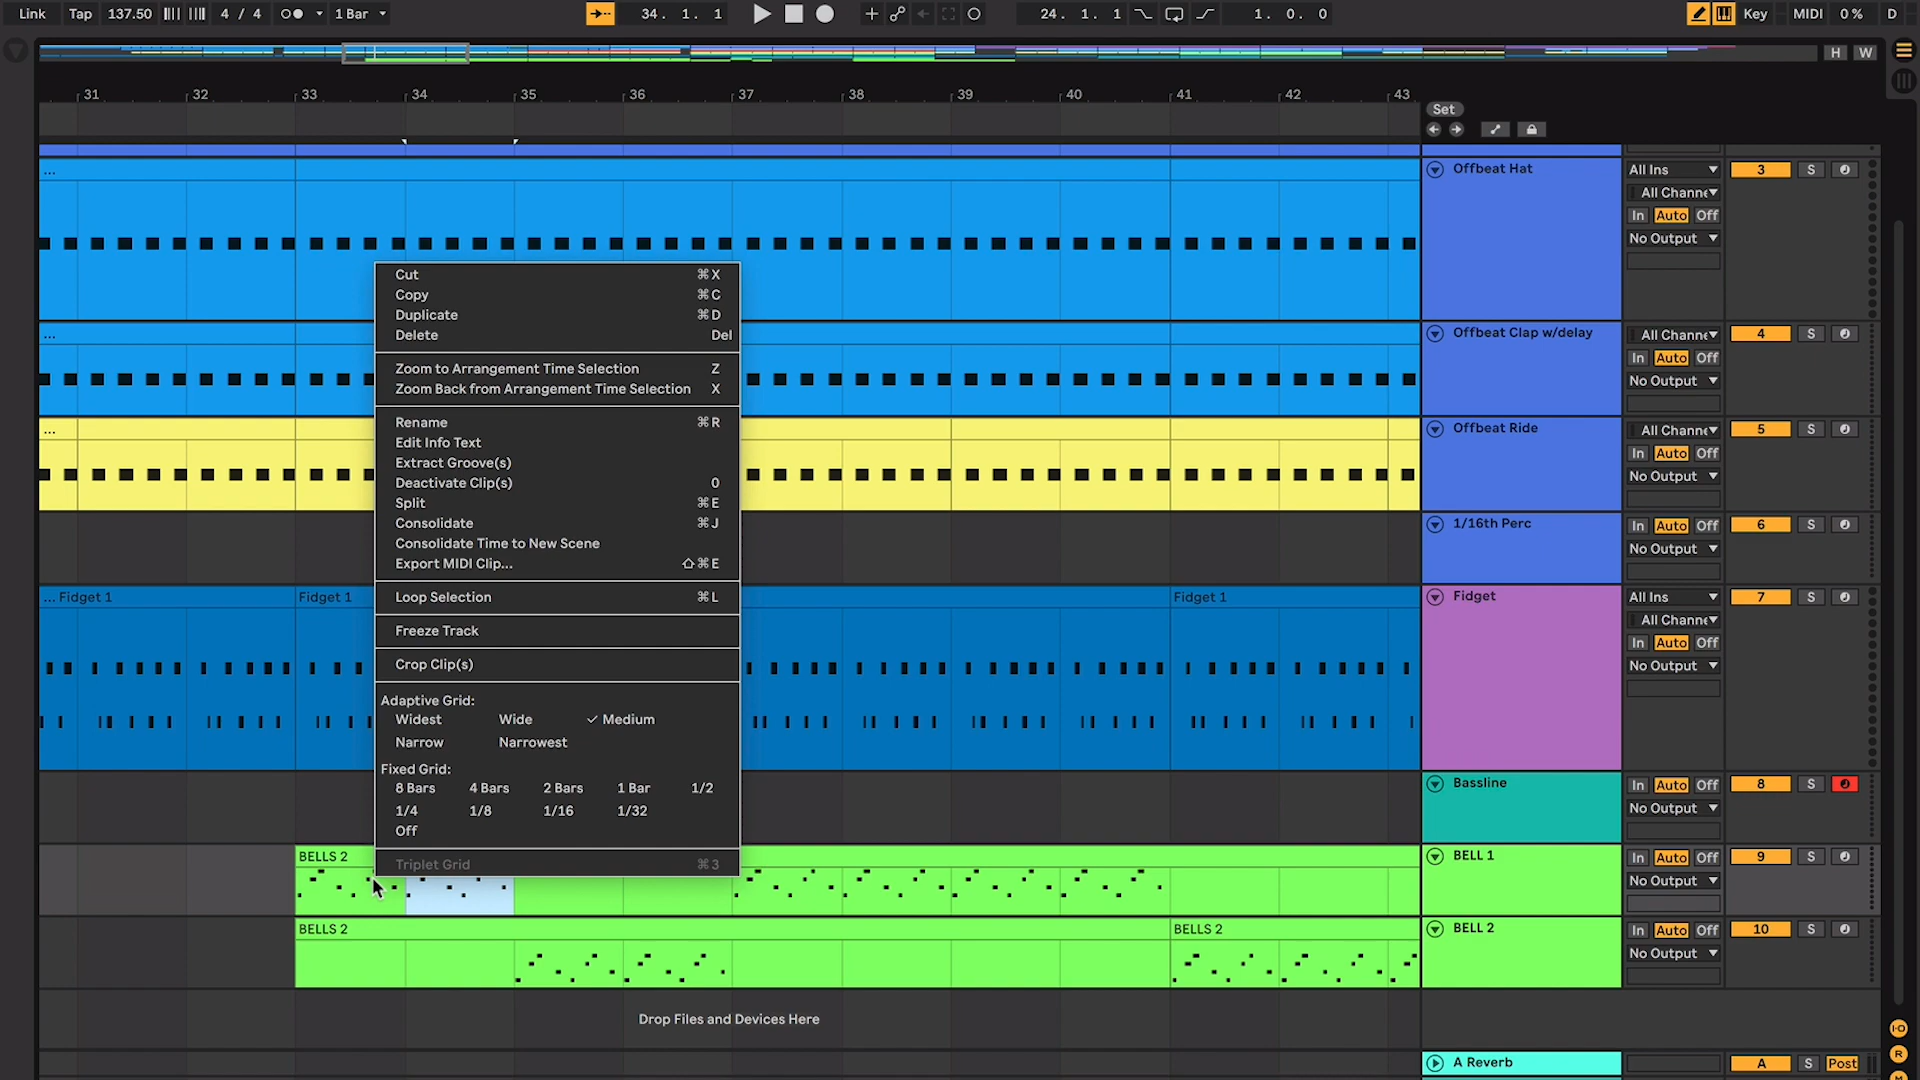 Link Tap 137.50 4 / 4 1 Bar 34. 1. 1 24. 1. 1 1. 0. 0 Key MIDI 0 % D
H W
31 32 33 34 35 36 37 38 39 40 41 42 43
Set
... Offbeat Hat All Ins 3 S
All Channe
In Auto Off
No Output
... Offbeat Clap w/delay All Channe 4 S
In Auto Off
No Output
... Offbeat Ride All Channe 5 S
In Auto Off
No Output
1/16th Perc In Auto Off 6 S
No Output
... Fidget 1 Fidget 1 Fidget 1 Fidget All Ins 7 S
All Channe
In Auto Off
No Output
Bassline In Auto Off 8 S
No Output
BELLS 2 BELL 1 In Auto Off 9 S
No Output
BELLS 2 BELLS 2 BELL 2 In Auto Off 10 S
No Output
Drop Files and Devices Here
A Reverb A S Post
I·O
R
Cut ⌘X
Copy ⌘C
Duplicate ⌘D
Delete Del
Zoom to Arrangement Time Selection Z
Zoom Back from Arrangement Time Selection X
Rename ⌘R
Edit Info Text
Extract Groove(s)
Deactivate Clip(s) 0
Split ⌘E
Consolidate ⌘J
Consolidate Time to New Scene
Export MIDI Clip... ⇧⌘E
Loop Selection ⌘L
Freeze Track
Crop Clip(s)
Adaptive Grid:
Widest Wide ✓ Medium
Narrow Narrowest
Fixed Grid:
8 Bars 4 Bars 2 Bars 1 Bar 1/2
1/4 1/8 1/16 1/32
Off
Triplet Grid ⌘3